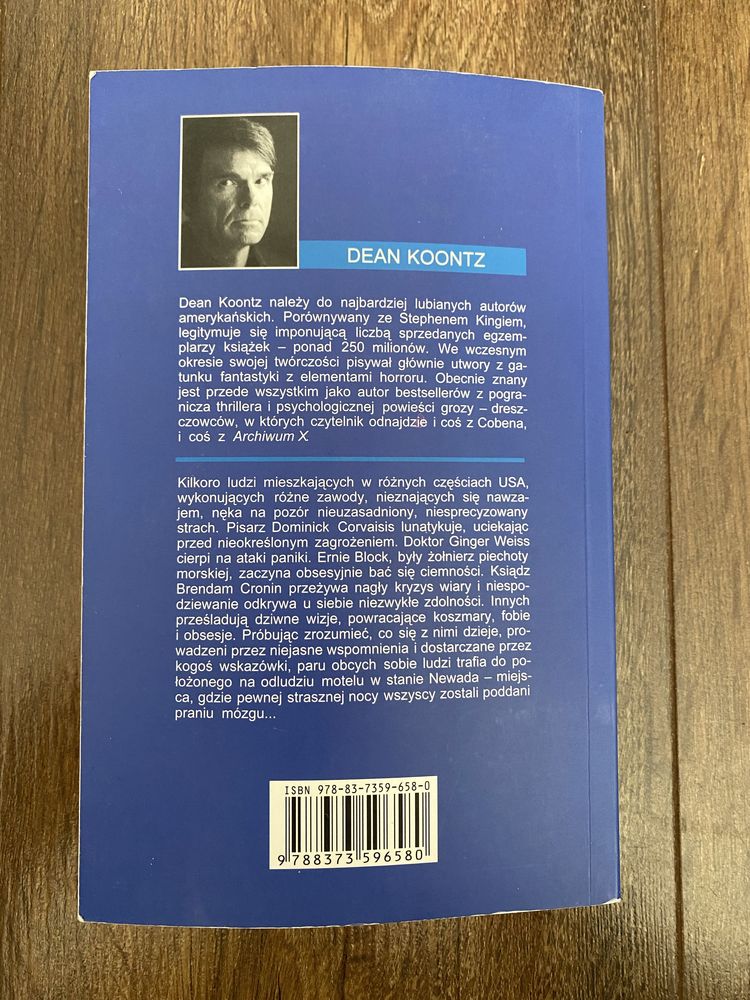 DEAN KOONTZ
Dean Koontz należy do najbardziej lubianych autorów
amerykańskich. Porównywany ze Stephenem Kingiem,
legitymuje się imponującą liczbą sprzedanych egzem-
plarzy książek – ponad 250 milionów. We wczesnym
okresie swojej twórczości pisywał głównie utwory z ga-
tunku fantastyki z elementami horroru. Obecnie znany
jest przede wszystkim jako autor bestsellerów z pogra-
nicza thrillera i psychologicznej powieści grozy – dresz-
czowców, w których czytelnik odnajdzie i coś z Cobena,
i coś z Archiwum X.
Kilkoro ludzi mieszkających w różnych częściach USA,
wykonujących różne zawody, nieznających się nawza-
jem, nęka na pozór nieuzasadniony, niesprecyzowany
strach. Pisarz Dominick Corvaisis lunatykuje, uciekając
przed nieokreślonym zagrożeniem. Doktor Ginger Weiss
cierpi na ataki paniki. Ernie Block, były żołnierz piechoty
morskiej, zaczyna obsesyjnie bać się ciemności. Ksiądz
Brendam Cronin przeżywa nagły kryzys wiary i niespo-
dziewanie odkrywa u siebie niezwykłe zdolności. Innych
prześladują dziwne wizje, powracające koszmary, fobie
i obsesje. Próbując zrozumieć, co się z nimi dzieje, pro-
wadzeni przez niejasne wspomnienia i dostarczane przez
kogoś wskazówki, paru obcych sobie ludzi trafia do po-
łożonego na odludziu motelu w stanie Newada – miejs-
ca, gdzie pewnej strasznej nocy wszyscy zostali poddani
praniu mózgu...
ISBN 978-83-7359-658-0
9 788373 596580